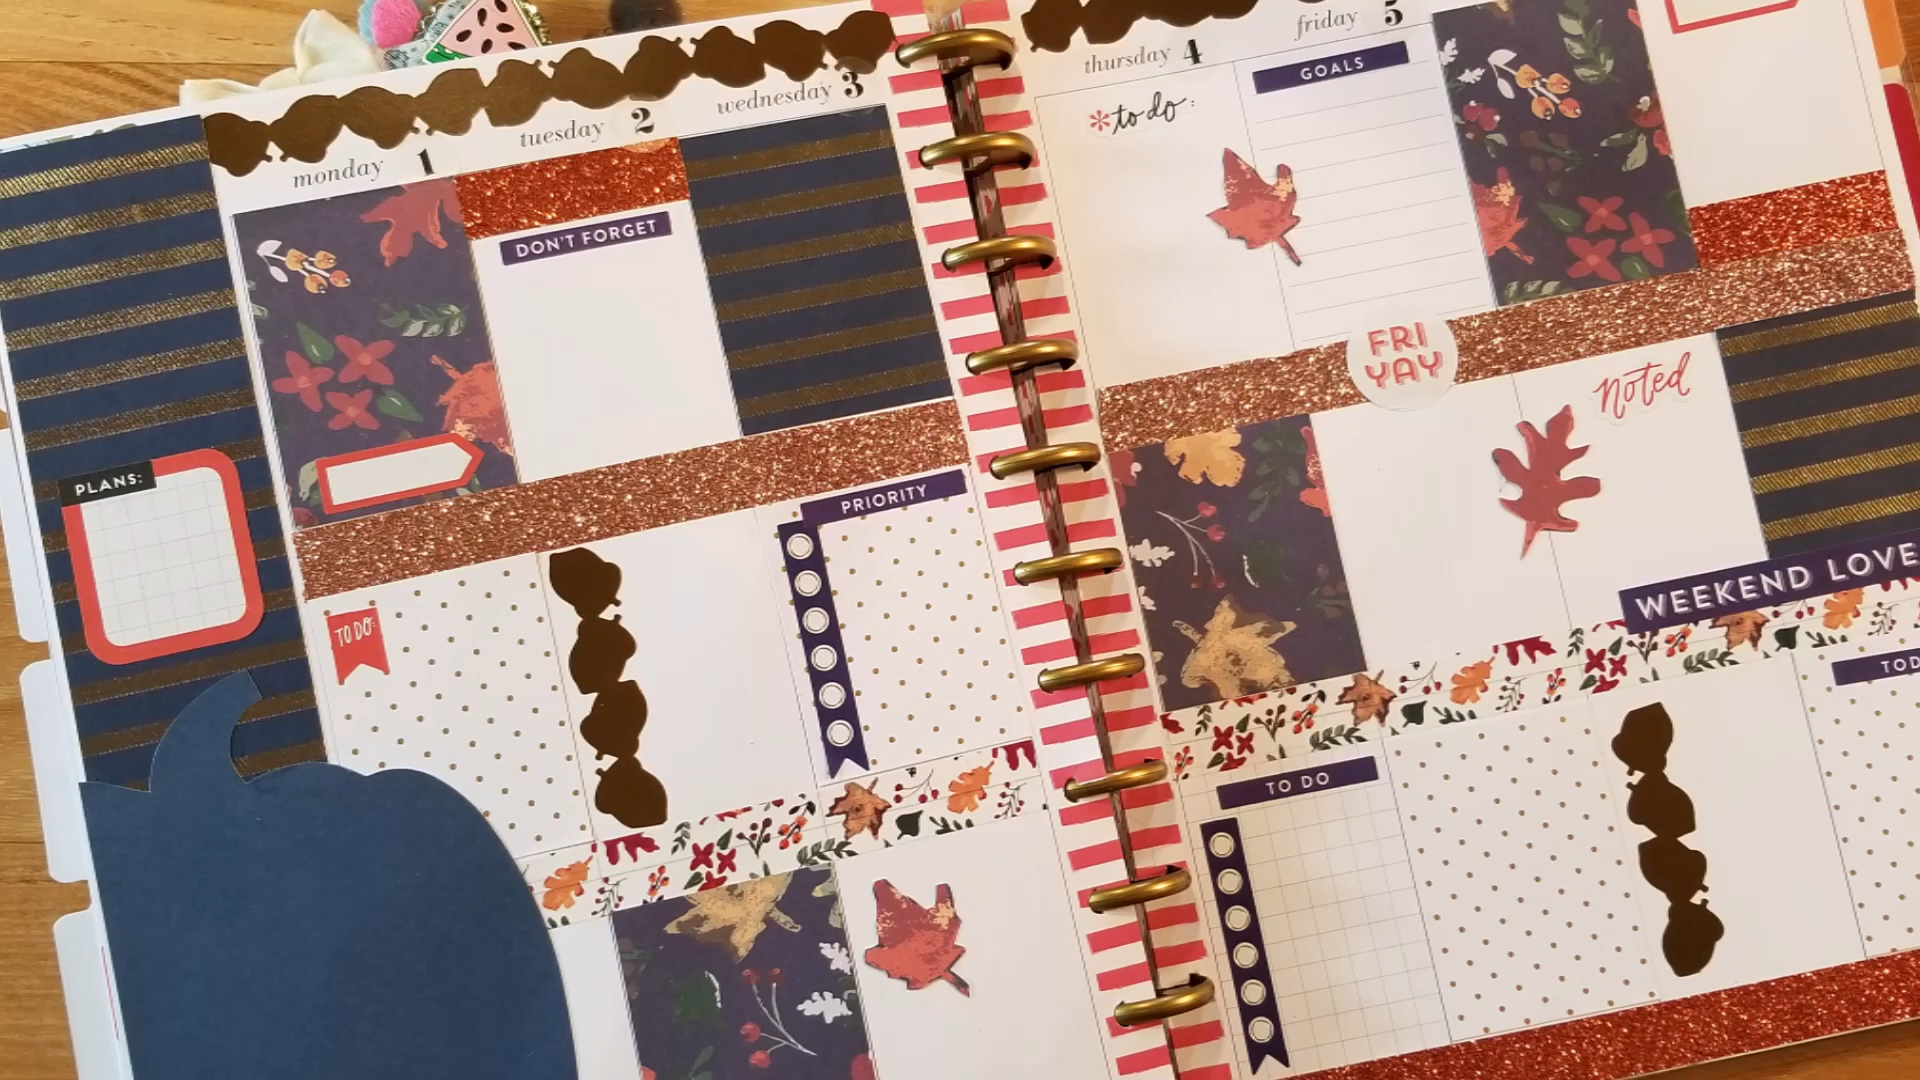 monday 1
tuesday 2
wednesday 3
DON'T FORGET
PLANS:
TO DO:
PRIORITY
thursday 4
friday 5
*to do:
GOALS
FRI
YAY
noted
WEEKEND LOVE
TO DO
TOD